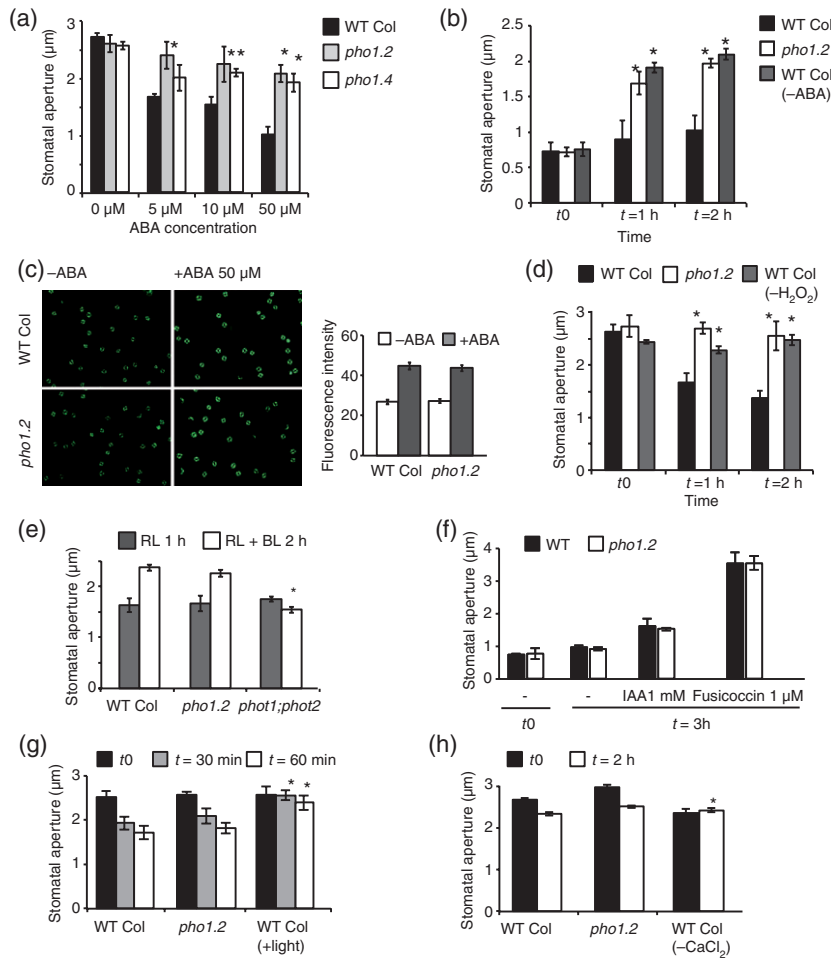 (a)
WT Col
pho1.2
pho1.4
Stomatal aperture (μm)
3
2
1
0
*
**
*
*
0 μM
5 μM
10 μM
50 μM
ABA concentration
(b)
WT Col
pho1.2
WT Col
(–ABA)
Stomatal aperture (μm)
2.5
2
1.5
1
0.5
0
*
*
*
*
t0
t =1 h
t =2 h
Time
(c)
–ABA
+ABA 50 μM
WT Col
pho1.2
Fluorescence intensity
60
40
20
0
–ABA
+ABA
WT Col
pho1.2
(d)
WT Col
pho1.2
WT Col
(–H₂O₂)
Stomatal aperture (μm)
3
2
1
0
*
*
*
*
t0
t =1 h
t =2 h
Time
(e)
RL 1 h
RL + BL 2 h
Stomatal aperture (μm)
2
1
0
*
WT Col
pho1.2
phot1;phot2
(f)
WT
pho1.2
Stomatal aperture (μm)
4
3
2
1
0
-
-
IAA1 mM
Fusicoccin 1 μM
t0
t = 3h
(g)
t0
t = 30 min
t = 60 min
Stomatal aperture (μm)
3
2
1
0
*
*
WT Col
pho1.2
WT Col
(+light)
(h)
t0
t = 2 h
Stomatal aperture (μm)
3
2
1
0
*
WT Col
pho1.2
WT Col
(–CaCl₂)